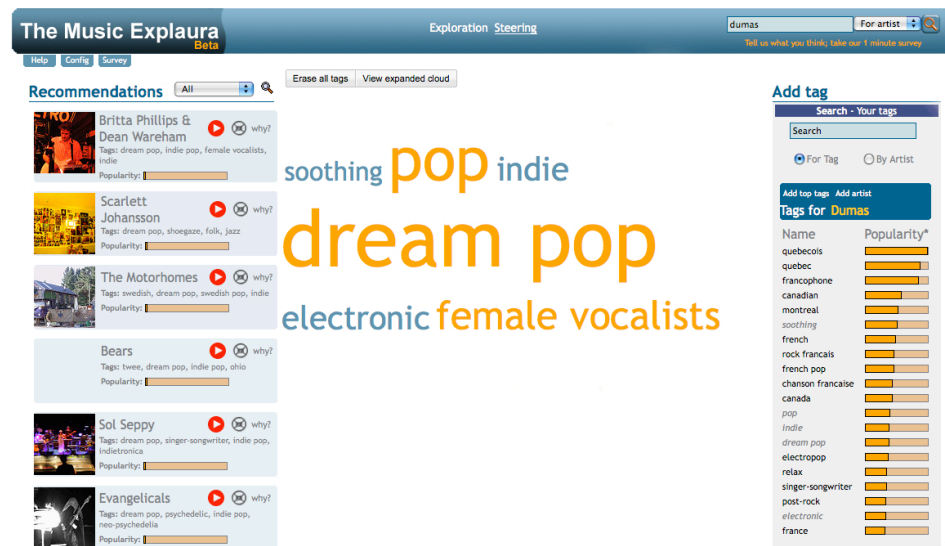 The Music Explaura
Beta
Exploration Steering
dumas
For artist
Tell us what you think; take our 1 minute survey
Help Config Survey
Recommendations
All
Erase all tags View expanded cloud
Britta Phillips &
Dean Wareham
why?
Tags: dream pop, indie pop, female vocalists,
indie
Popularity:
Scarlett
Johansson
why?
Tags: dream pop, shoegaze, folk, jazz
Popularity:
The Motorhomes
why?
Tags: swedish, dream pop, swedish pop, indie
Popularity:
Bears
why?
Tags: twee, dream pop, indie pop, ohio
Popularity:
Sol Seppy
why?
Tags: dream pop, singer-songwriter, indie pop,
indietronica
Popularity:
Evangelicals
why?
Tags: dream pop, psychedelic, indie pop,
neo-psychedelia
Popularity:
soothing pop indie
dream pop
electronic female vocalists
Add tag
Search - Your tags
Search
For Tag By Artist
Add top tags Add artist
Tags for Dumas
Name Popularity*
quebecois
quebec
francophone
canadian
montreal
soothing
french
rock francais
french pop
chanson francaise
canada
pop
indie
dream pop
electropop
relax
singer-songwriter
post-rock
electronic
france